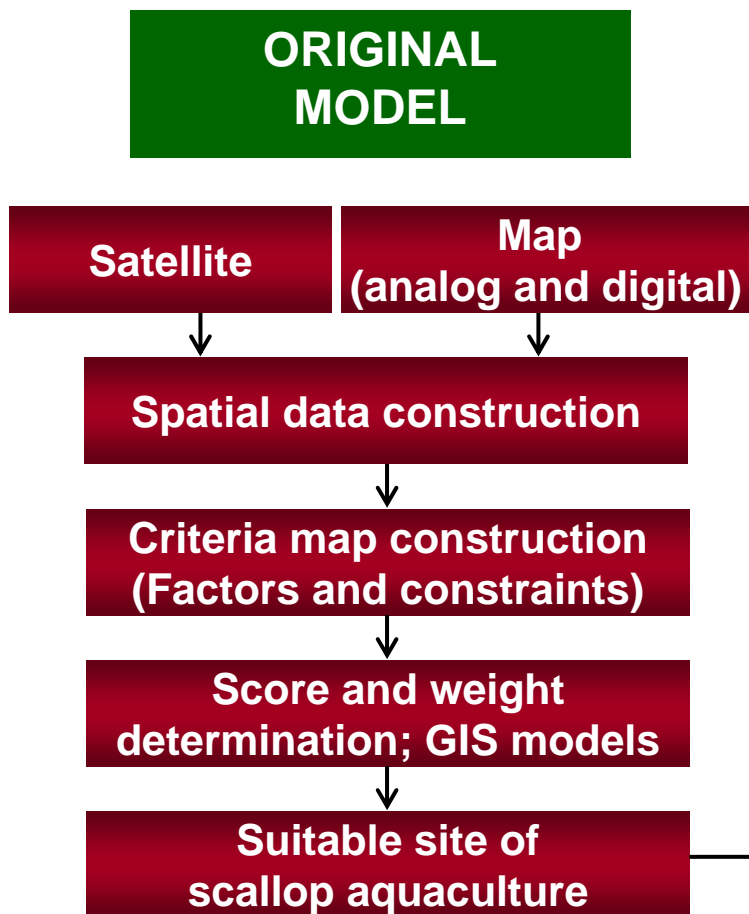 ORIGINAL
MODEL
Satellite
Map
(analog and digital)
Spatial data construction
Criteria map construction
(Factors and constraints)
Score and weight
determination; GIS models
Suitable site of
scallop aquaculture